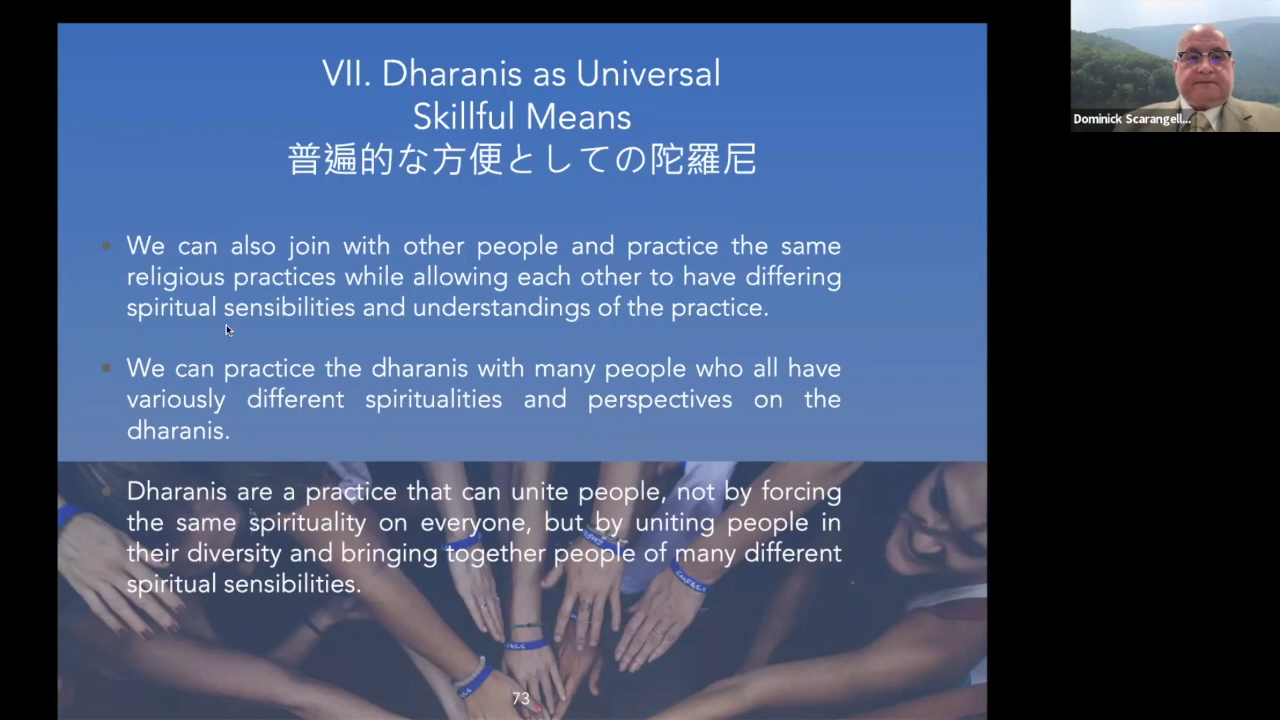 VII. Dharanis as Universal
Skillful Means
普遍的な方便としての陀羅尼
We can also join with other people and practice the same
religious practices while allowing each other to have differing
spiritual sensibilities and understandings of the practice.
We can practice the dharanis with many people who all have
variously different spiritualities and perspectives on the
dharanis.
Dharanis are a practice that can unite people, not by forcing
the same spirituality on everyone, but by uniting people in
their diversity and bringing together people of many different
spiritual sensibilities.
73
Dominick Scarangell...